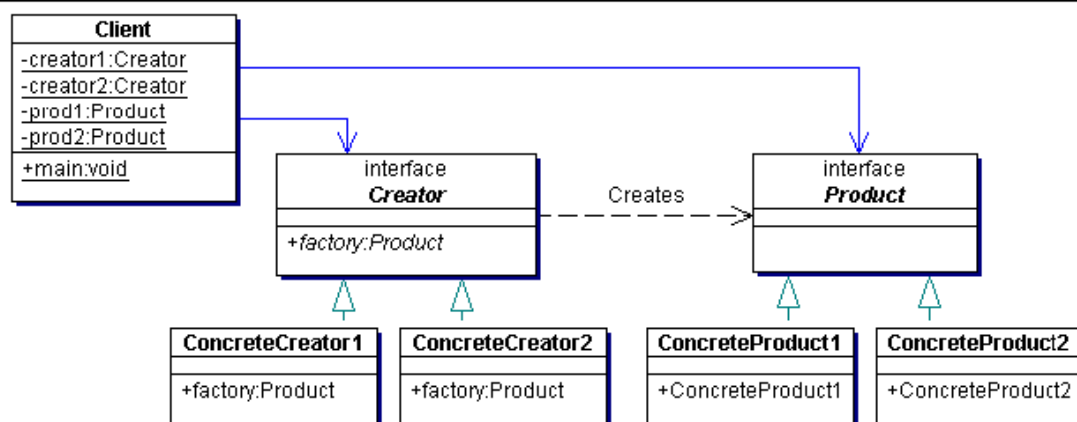 Client
-creator1:Creator
-creator2:Creator
-prod1:Product
-prod2:Product
+main:void
interface
Creator
+factory:Product
Creates
interface
Product
ConcreteCreator1
+factory:Product
ConcreteCreator2
+factory:Product
ConcreteProduct1
+ConcreteProduct1
ConcreteProduct2
+ConcreteProduct2